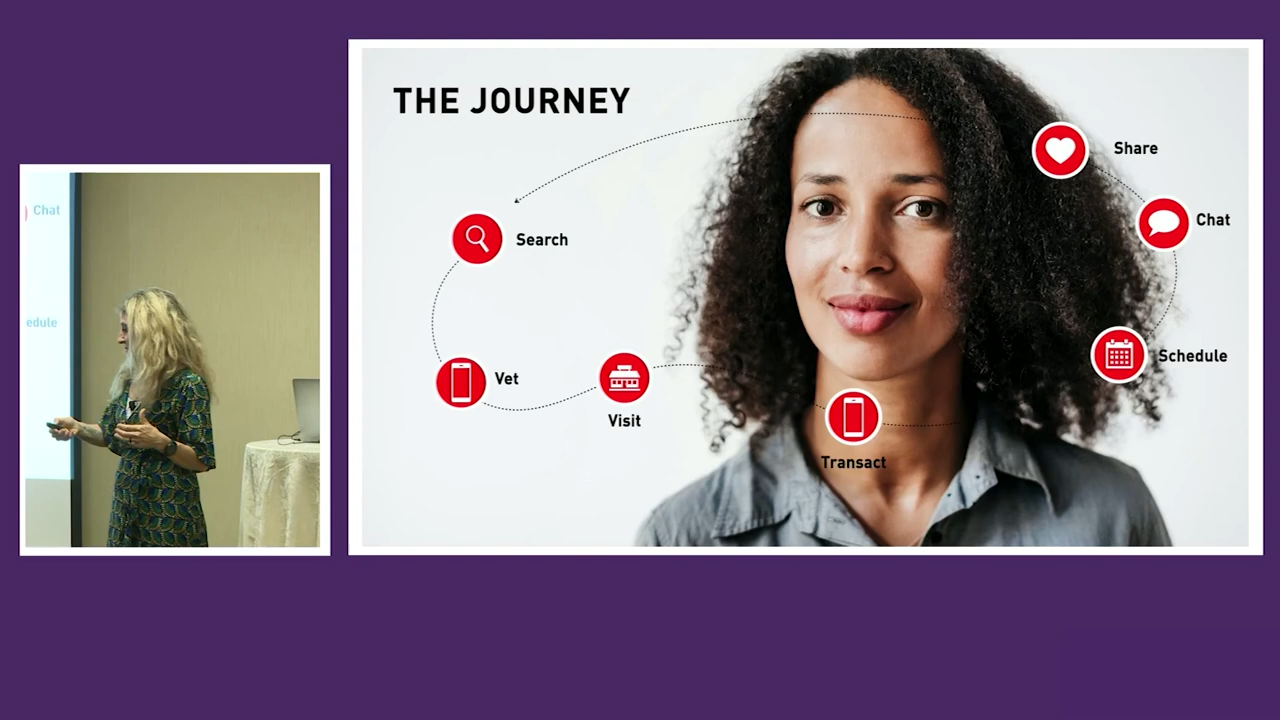 THE JOURNEY
Share
Chat
Search
Schedule
Vet
Visit
Transact
Chat
edule